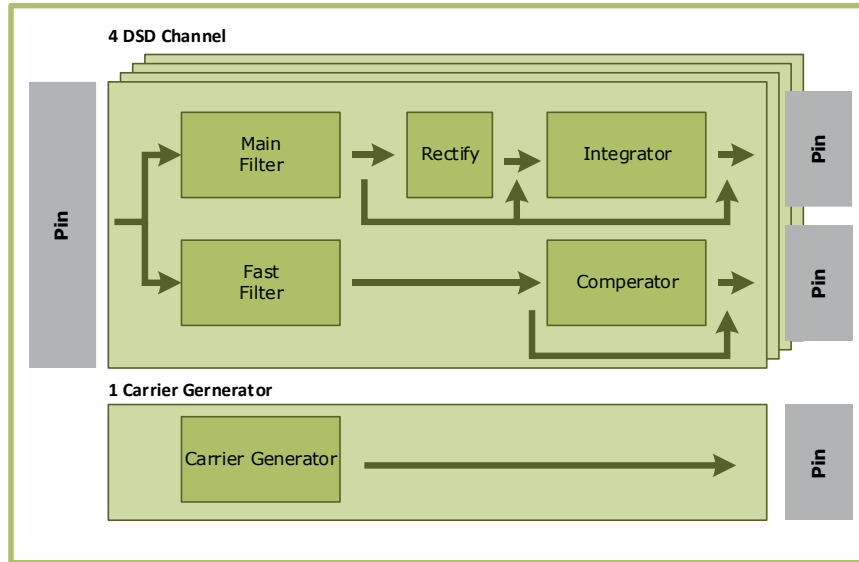 4 DSD Channel
Pin
Main
Filter
Rectify
Integrator
Pin
Fast
Filter
Comperator
Pin
1 Carrier Gernerator
Carrier Generator
Pin